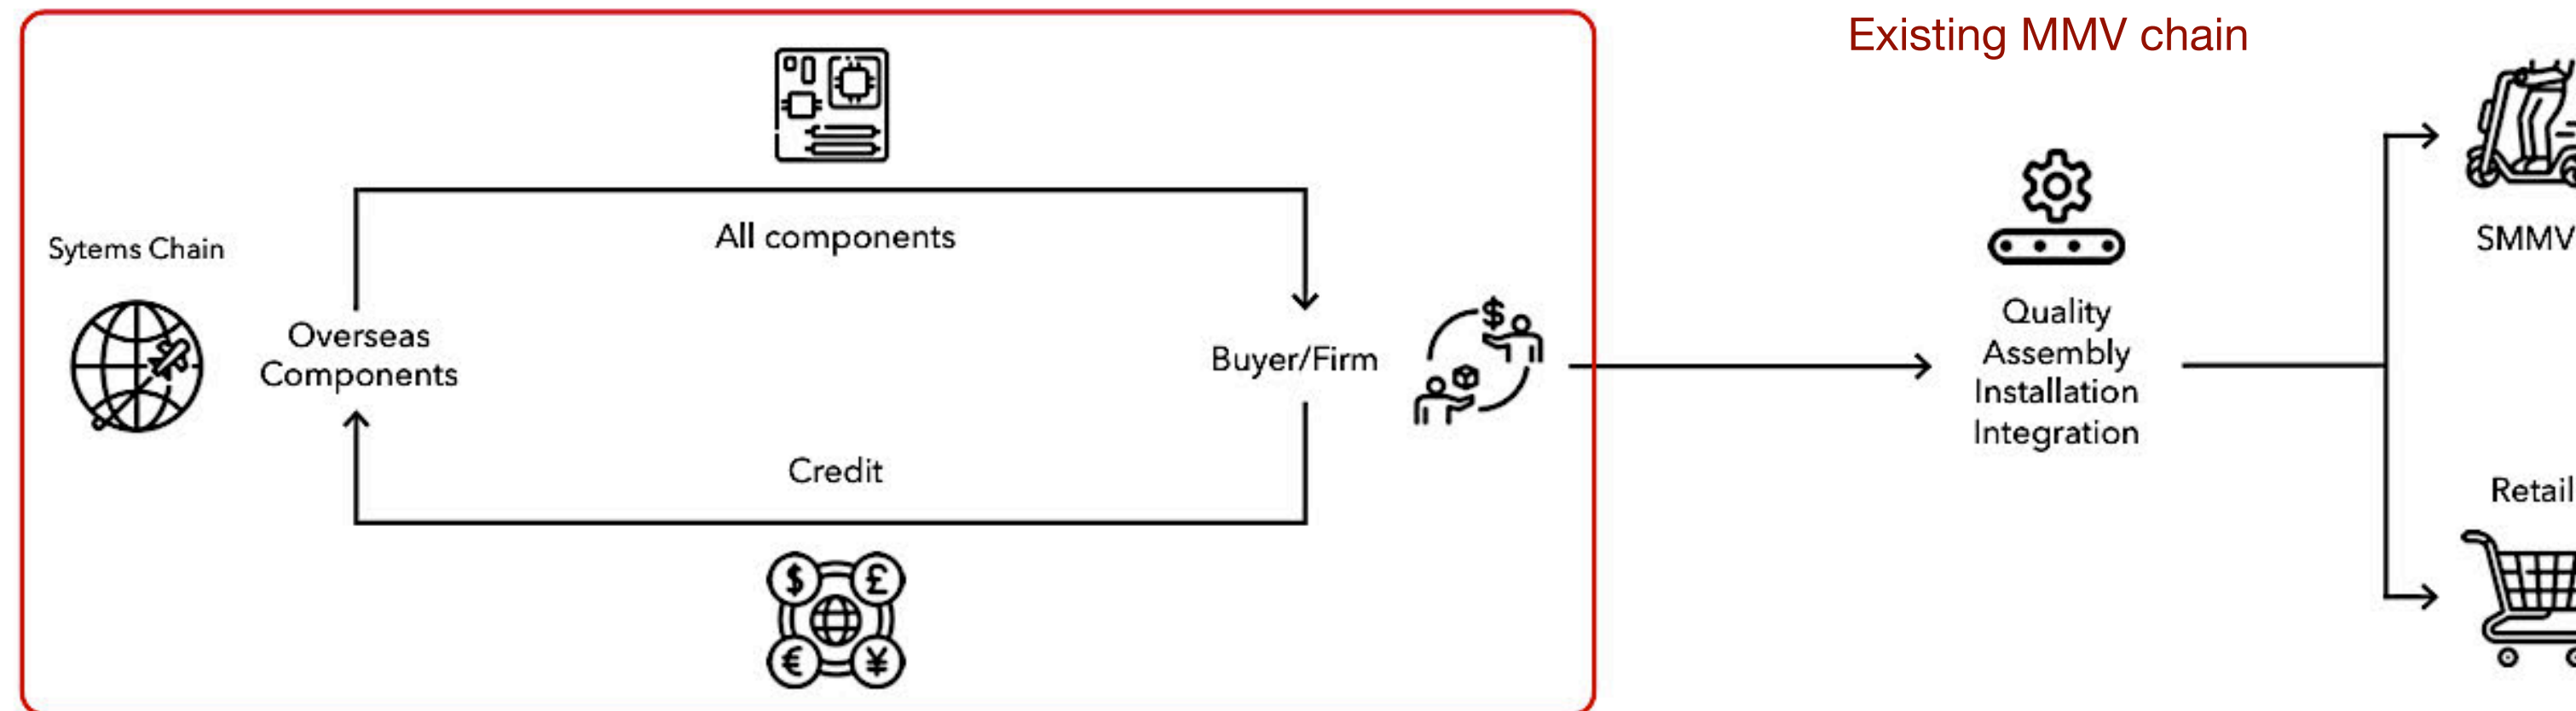 Existing MMV chain
Sytems Chain
All components
Overseas
Components
Buyer/Firm
Credit
Quality
Assembly
Installation
Integration
SMMV
Retail
$
$
£
€
¥